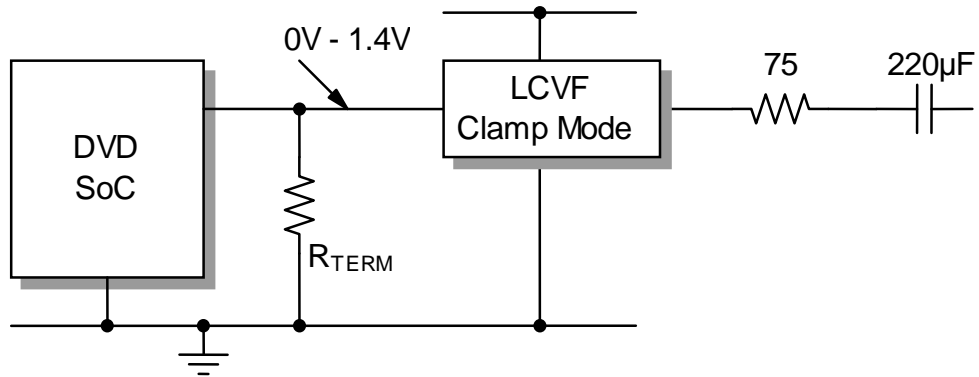 0V - 1.4V
DVD
SoC
LCVF
Clamp Mode
75
220µF
RTERM